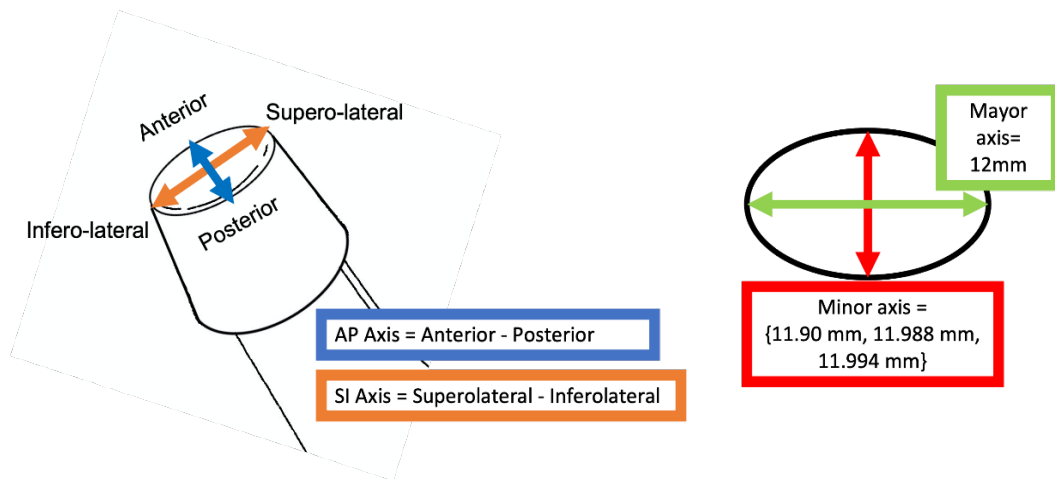 Anterior
Supero-lateral
Infero-lateral
Posterior
AP Axis = Anterior - Posterior
SI Axis = Superolateral - Inferolateral
Mayor
axis=
12mm
Minor axis =
{11.90 mm, 11.988 mm,
11.994 mm}